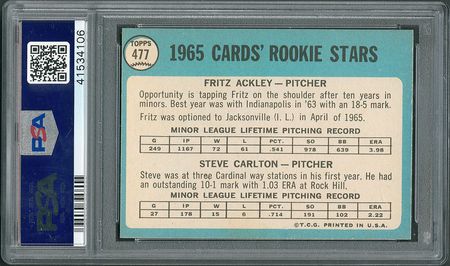 41534106
PSA
TOPPS
477
1965 CARDS' ROOKIE STARS
FRITZ ACKLEY—PITCHER
Opportunity is tapping Fritz on the shoulder after ten years in
minors. Best year was with Indianapolis in '63 with an 18-5 mark.
Fritz was optioned to Jacksonville (I. L.) in April of 1965.
MINOR LEAGUE LIFETIME PITCHING RECORD
G IP W L PCT. SO BB ERA
249 1167 72 61 .541 978 639 3.98
STEVE CARLTON—PITCHER
Steve was at three Cardinal way stations in his first year. He had
an outstanding 10-1 mark with 1.03 ERA at Rock Hill.
MINOR LEAGUE LIFETIME PITCHING RECORD
G IP W L PCT. SO BB ERA
27 178 15 6 .714 191 102 2.22
©T.C.G. PRINTED IN U.S.A.